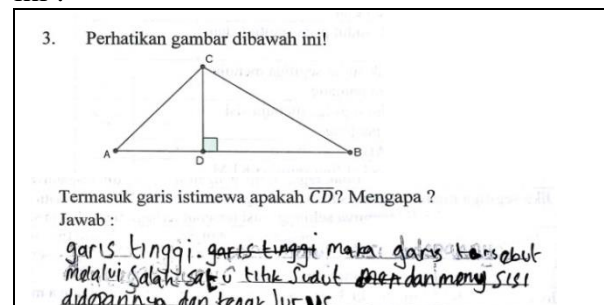 3. Perhatikan gambar dibawah ini!
C
A
D
B
Termasuk garis istimewa apakah CD? Mengapa ?
Jawab :
garis tinggi. garis tinggi maka garis tersebut
melalui salah satu titik sudut dan sisi
didepannya dan tegak lurus